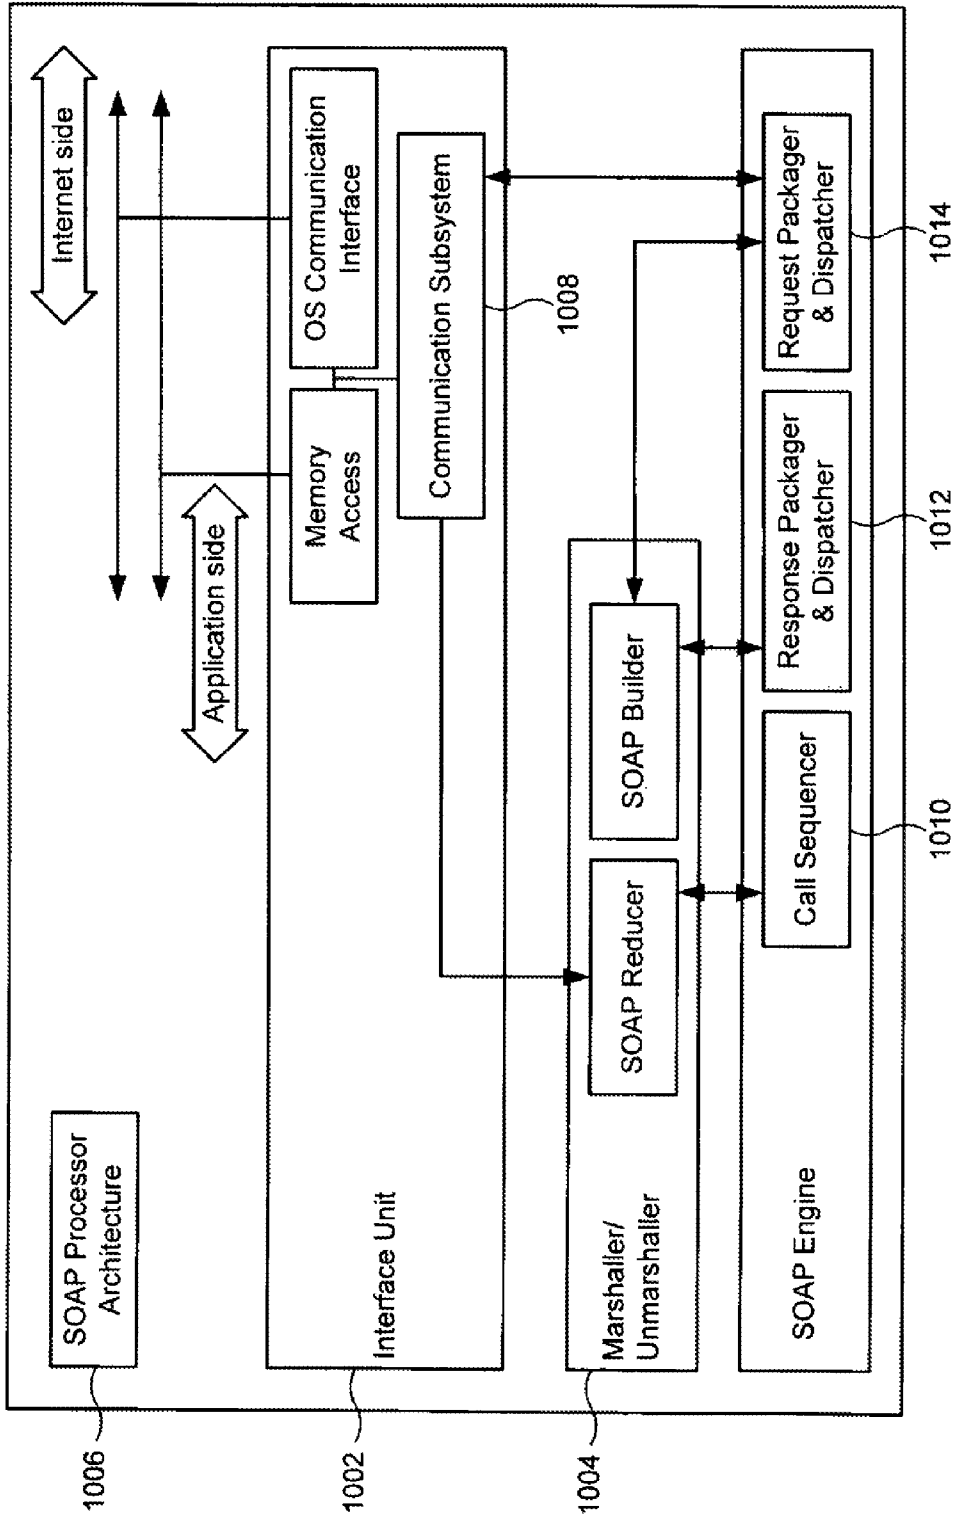 1006
SOAP Processor
Architecture
Internet side
Application side
1002
Interface Unit
Memory
Access
OS Communication
Interface
Communication Subsystem
1008
1004
Marshaller/
Unmarshaller
SOAP Reducer
SOAP Builder
SOAP Engine
Call Sequencer
Response Packager
& Dispatcher
Request Packager
& Dispatcher
1010
1012
1014